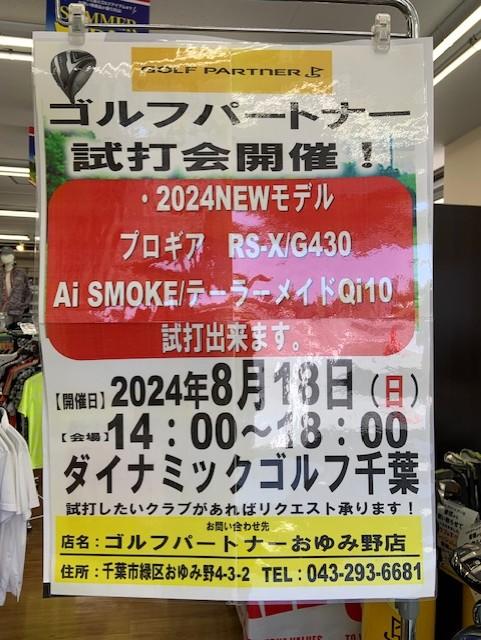 SUMMER
GOLF PARTNER
ゴルフパートナー
試打会開催！
・2024NEWモデル
プロギア RS-X/G430
Ai SMOKE/テーラーメイドQi10
試打出来ます。
【開催日】2024年8月18日（日）
【会場】14：00～18：00
ダイナミックゴルフ千葉
試打したいクラブがあればリクエスト承ります！
お問い合わせ先
店名：ゴルフパートナーおゆみ野店
住所：千葉市緑区おゆみ野4-3-2 TEL：043-293-6681